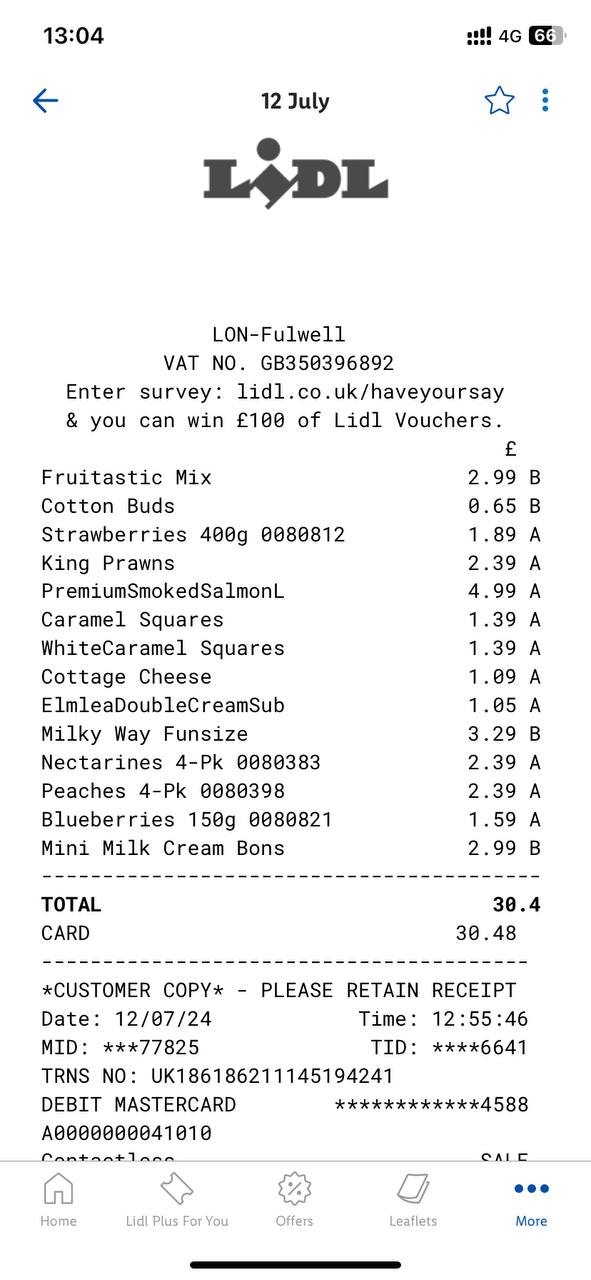 13:04 4G 66
12 July
LIDL
LON-Fulwell
VAT NO. GB350396892
Enter survey: lidl.co.uk/haveyoursay
& you can win £100 of Lidl Vouchers.
£
Fruitastic Mix 2.99 B
Cotton Buds 0.65 B
Strawberries 400g 0080812 1.89 A
King Prawns 2.39 A
PremiumSmokedSalmonL 4.99 A
Caramel Squares 1.39 A
WhiteCaramel Squares 1.39 A
Cottage Cheese 1.09 A
ElmleaDoubleCreamSub 1.05 A
Milky Way Funsize 3.29 B
Nectarines 4-Pk 0080383 2.39 A
Peaches 4-Pk 0080398 2.39 A
Blueberries 150g 0080821 1.59 A
Mini Milk Cream Bons 2.99 B
-----------------------------------------
TOTAL 30.4
CARD 30.48
----------------------------------------
*CUSTOMER COPY* - PLEASE RETAIN RECEIPT
Date: 12/07/24 Time: 12:55:46
MID: ***77825 TID: ****6641
TRNS NO: UK186186211145194241
DEBIT MASTERCARD ************4588
A0000000041010
Contactless SALE
Home Lidl Plus For You Offers Leaflets More